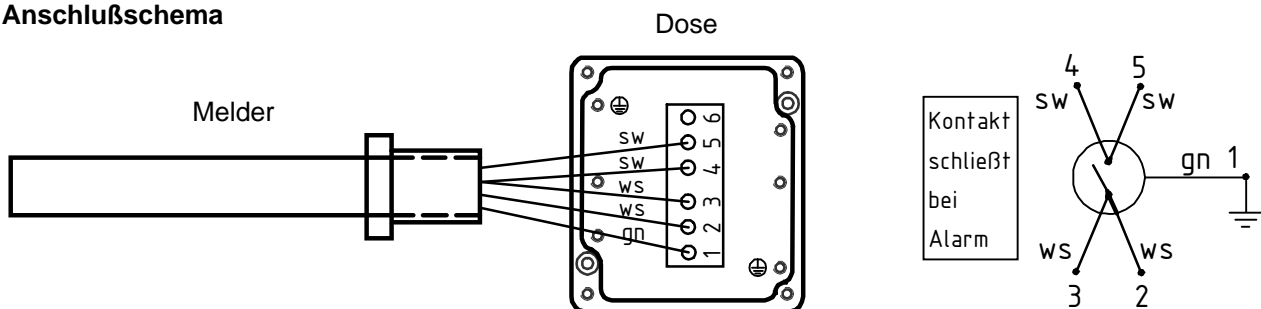 Anschlußschema
Dose
Melder
sw
sw
ws
ws
gn
6
5
4
3
2
1
Kontakt
schließt
bei
Alarm
4 5
sw sw
gn 1
ws ws
3 2